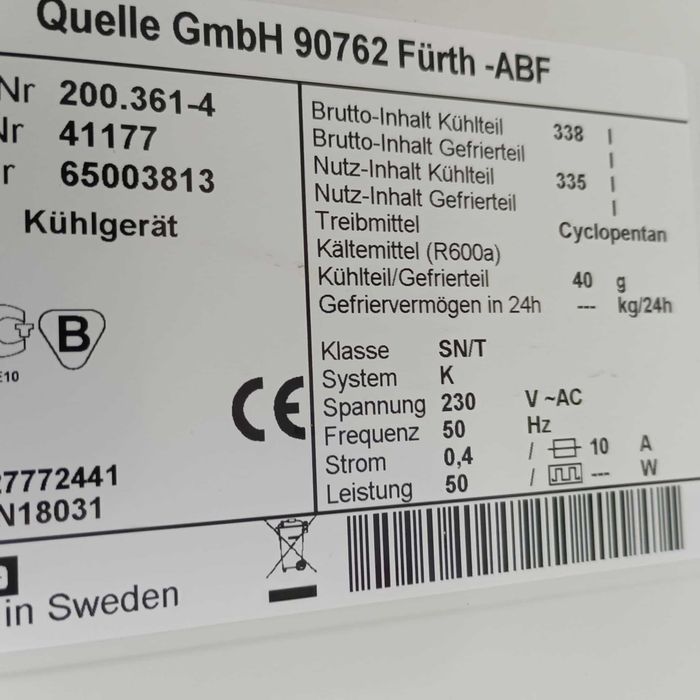 Quelle GmbH 90762 Fürth -ABF
Nr 200.361-4
Nr 41177
r 65003813
Kühlgerät
B
E10
CE
7772441
N18031
Brutto-Inhalt Kühlteil 338 l
Brutto-Inhalt Gefrierteil l
Nutz-Inhalt Kühlteil 335 l
Nutz-Inhalt Gefrierteil l
Treibmittel Cyclopentan
Kältemittel (R600a)
Kühlteil/Gefrierteil 40 g
Gefriervermögen in 24h --- kg/24h
Klasse SN/T
System K
Spannung 230 V ~AC
Frequenz 50 Hz
Strom 0,4 / 10 A
Leistung 50 / --- W
in Sweden